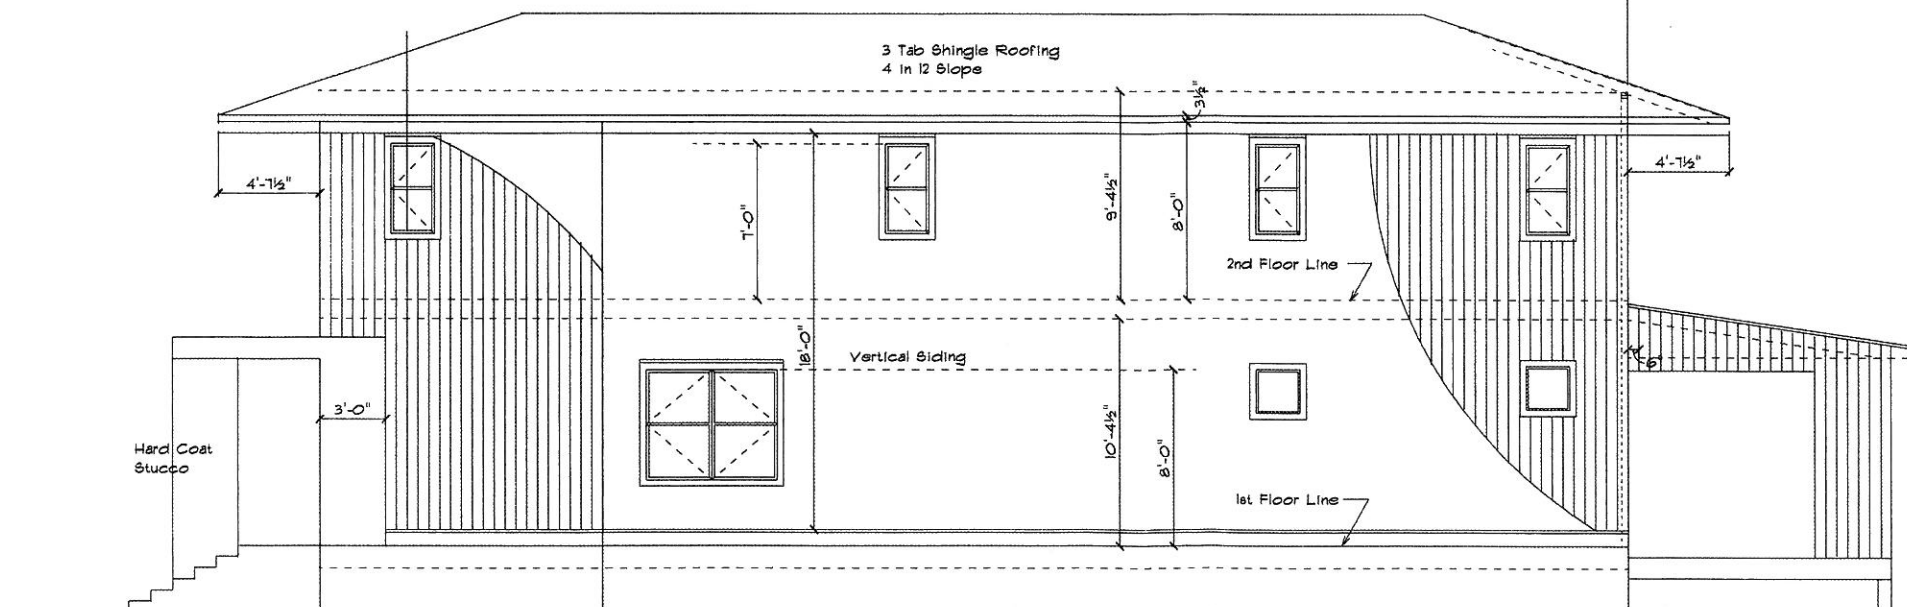 3 Tab Shingle Roofing
4 in 12 Slope
3½"
4'-7½"
4'-7½"
7'-0"
9'-4½"
8'-0"
2nd Floor Line
18'-0"
Vertical Siding
6"
3'-0"
10'-4½"
8'-0"
Hard Coat
Stucco
1st Floor Line